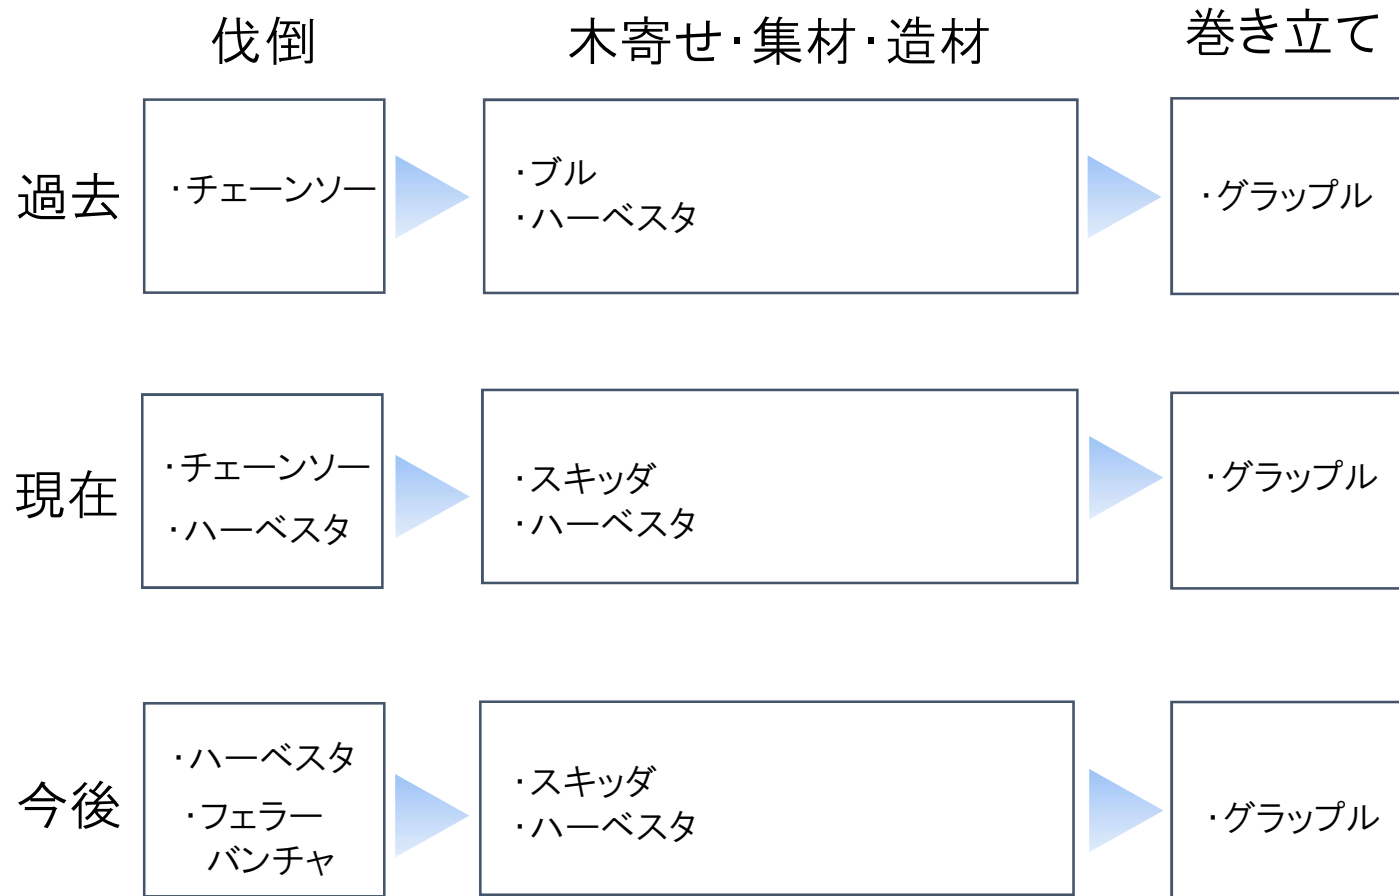 伐倒
木寄せ・集材・造材
巻き立て
過去
・チェーンソー
・ブル
・ハーベスタ
・グラップル
現在
・チェーンソー
・ハーベスタ
・スキッダ
・ハーベスタ
・グラップル
今後
・ハーベスタ
・フェラー
バンチャ
・スキッダ
・ハーベスタ
・グラップル